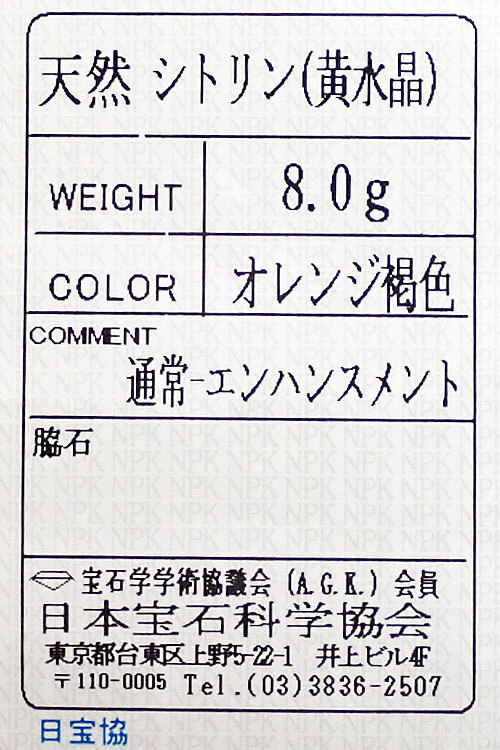 天然 シトリン(黄水晶)
WEIGHT 8.0g
COLOR オレンジ褐色
COMMENT
通常-エンハンスメント
脇石
宝石学学術協議会 (A.G.K.) 会員
日本宝石科学協会
東京都台東区上野5-22-1 井上ビル4F
〒110-0005 Tel.(03)3836-2507
日宝協